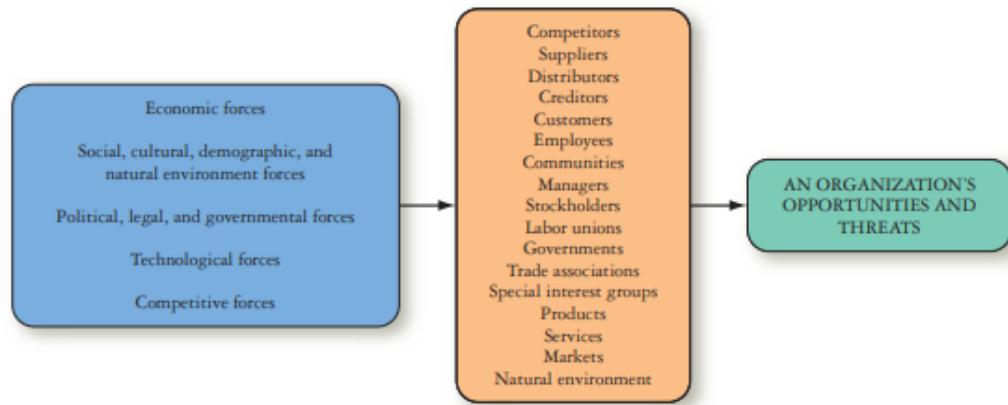 Economic forces
Social, cultural, demographic, and
natural environment forces
Political, legal, and governmental forces
Technological forces
Competitive forces
Competitors
Suppliers
Distributors
Creditors
Customers
Employees
Communities
Managers
Stockholders
Labor unions
Governments
Trade associations
Special interest groups
Products
Services
Markets
Natural environment
AN ORGANIZATION'S
OPPORTUNITIES AND
THREATS